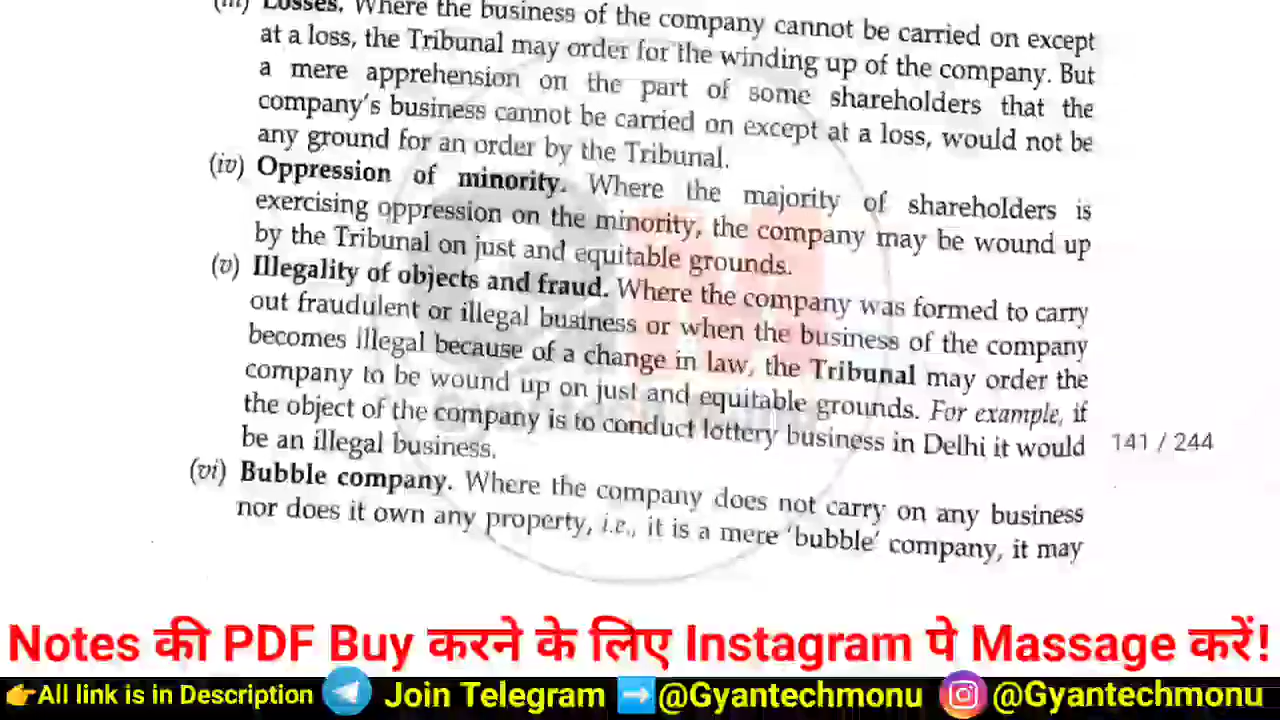 (iii) Losses. Where the business of the company cannot be carried on except
at a loss, the Tribunal may order for the winding up of the company. But
a mere apprehension on the part of some shareholders that the
company's business cannot be carried on except at a loss, would not be
any ground for an order by the Tribunal.
(iv) Oppression of minority. Where the majority of shareholders is
exercising oppression on the minority, the company may be wound up
by the Tribunal on just and equitable grounds.
(v) Illegality of objects and fraud. Where the company was formed to carry
out fraudulent or illegal business or when the business of the company
becomes illegal because of a change in law, the Tribunal may order the
company to be wound up on just and equitable grounds. For example, if
the object of the company is to conduct lottery business in Delhi it would
be an illegal business.
141 / 244
(vi) Bubble company. Where the company does not carry on any business
nor does it own any property, i.e., it is a mere 'bubble' company, it may
Notes की PDF Buy करने के लिए Instagram पे Massage करें!
All link is in Description Join Telegram @Gyantechmonu @Gyantechmonu